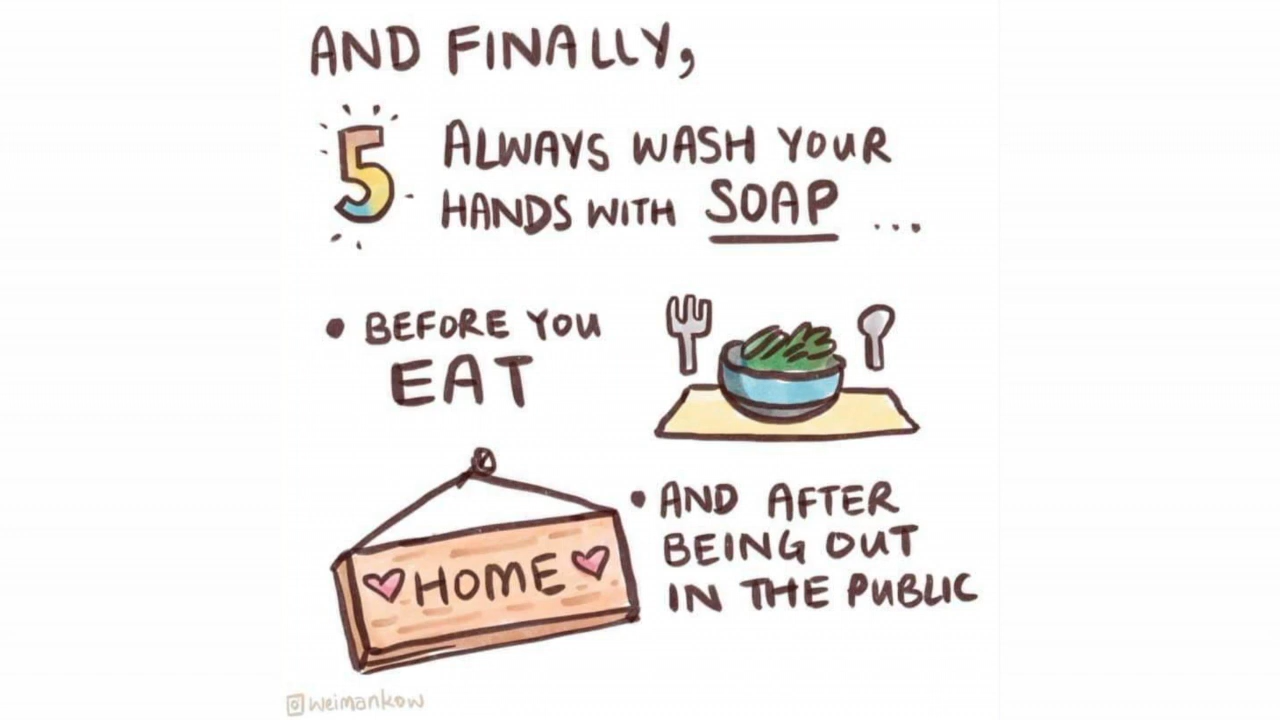 AND FINALLY,
5 ALWAYS WASH YOUR
HANDS WITH SOAP ...
• BEFORE YOU
EAT
HOME
• AND AFTER
BEING OUT
IN THE PUBLIC
weimankow